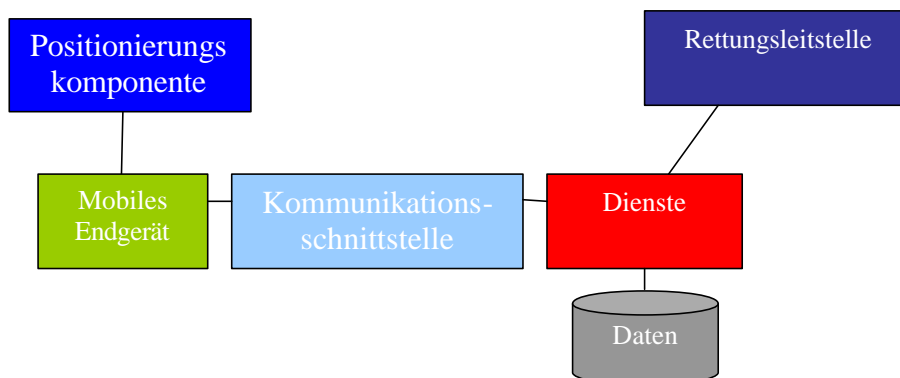 Positionierungs
komponente
Rettungsleitstelle
Mobiles
Endgerät
Kommunikations-
schnittstelle
Dienste
Daten